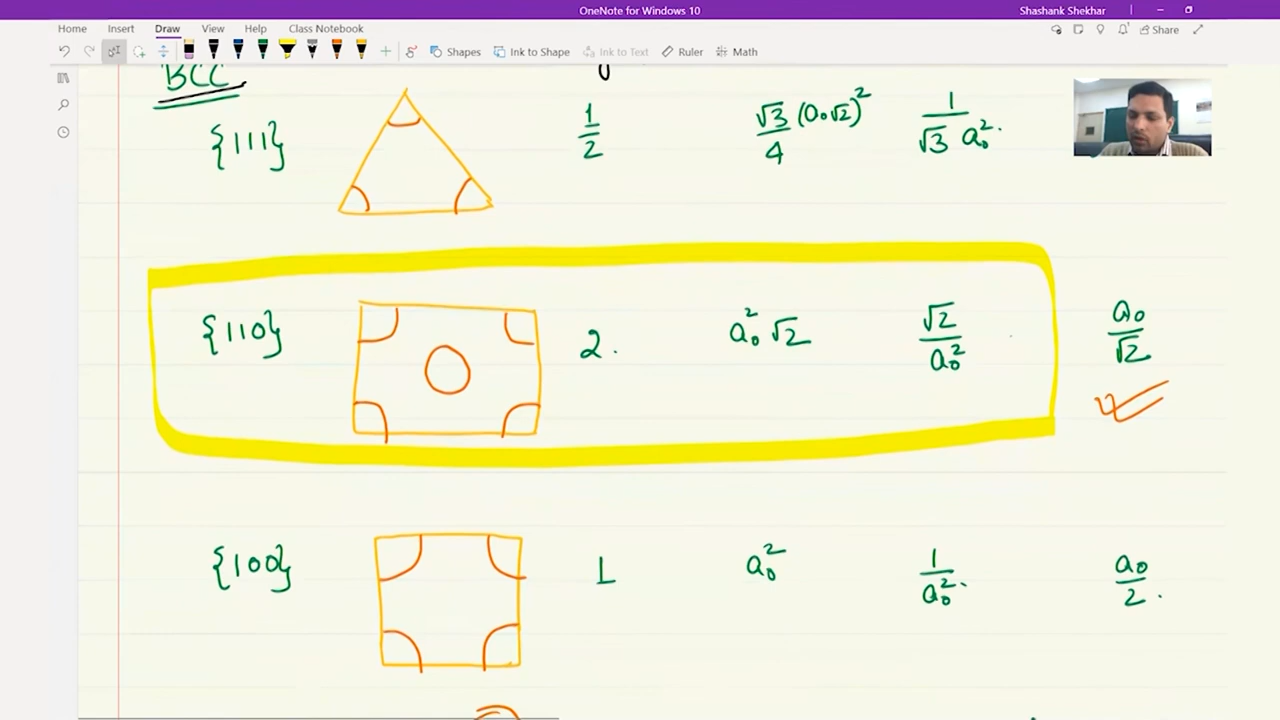 OneNote for Windows 10
Shashank Shekhar
Home Insert Draw View Help Class Notebook
Share
Shapes Ink to Shape Ink to Text Ruler Math
BCC
{111} 1/2 √3/4 (a₀√2)² 1/√3 a₀².
{110} 2. a₀²√2 √2/a₀² a₀/√2
{100} 1 a₀² 1/a₀². a₀/2.